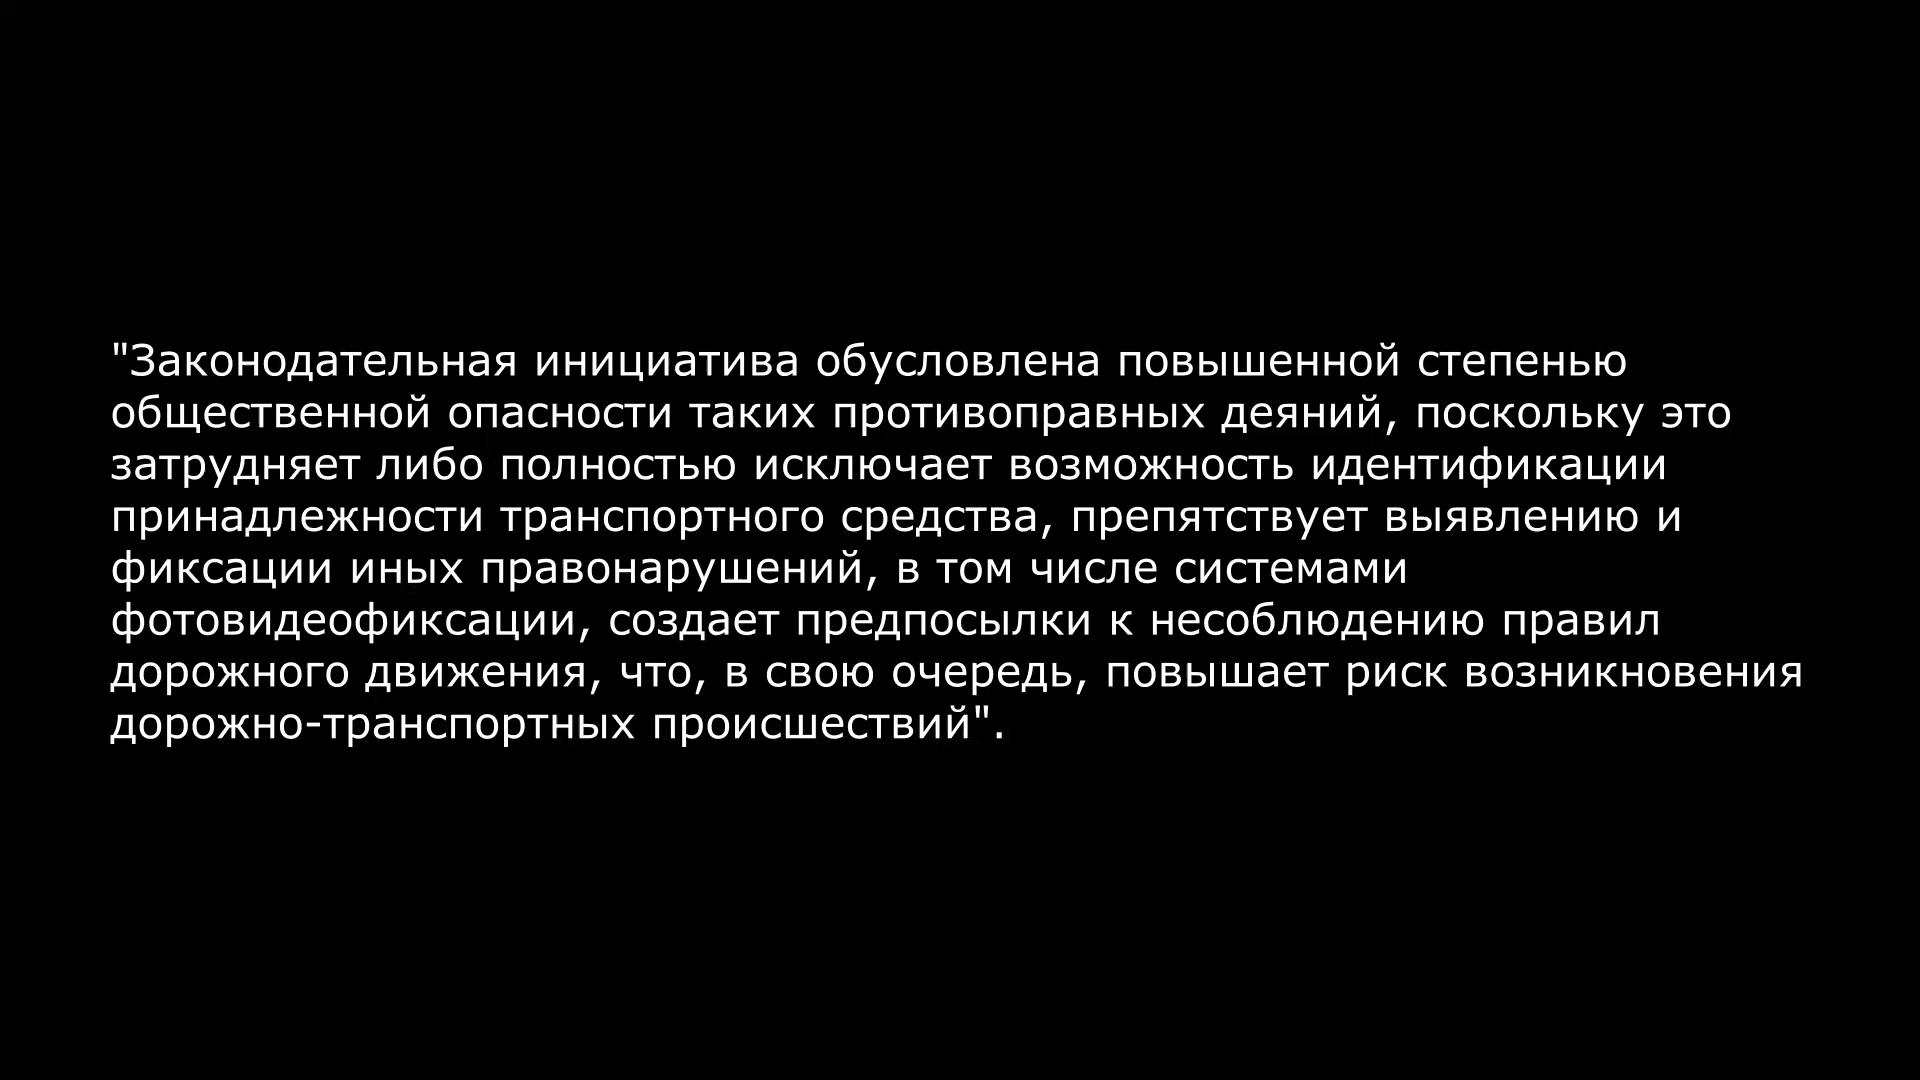 "Законодательная инициатива обусловлена повышенной степенью
общественной опасности таких противоправных деяний, поскольку это
затрудняет либо полностью исключает возможность идентификации
принадлежности транспортного средства, препятствует выявлению и
фиксации иных правонарушений, в том числе системами
фотовидеофиксации, создает предпосылки к несоблюдению правил
дорожного движения, что, в свою очередь, повышает риск возникновения
дорожно-транспортных происшествий".